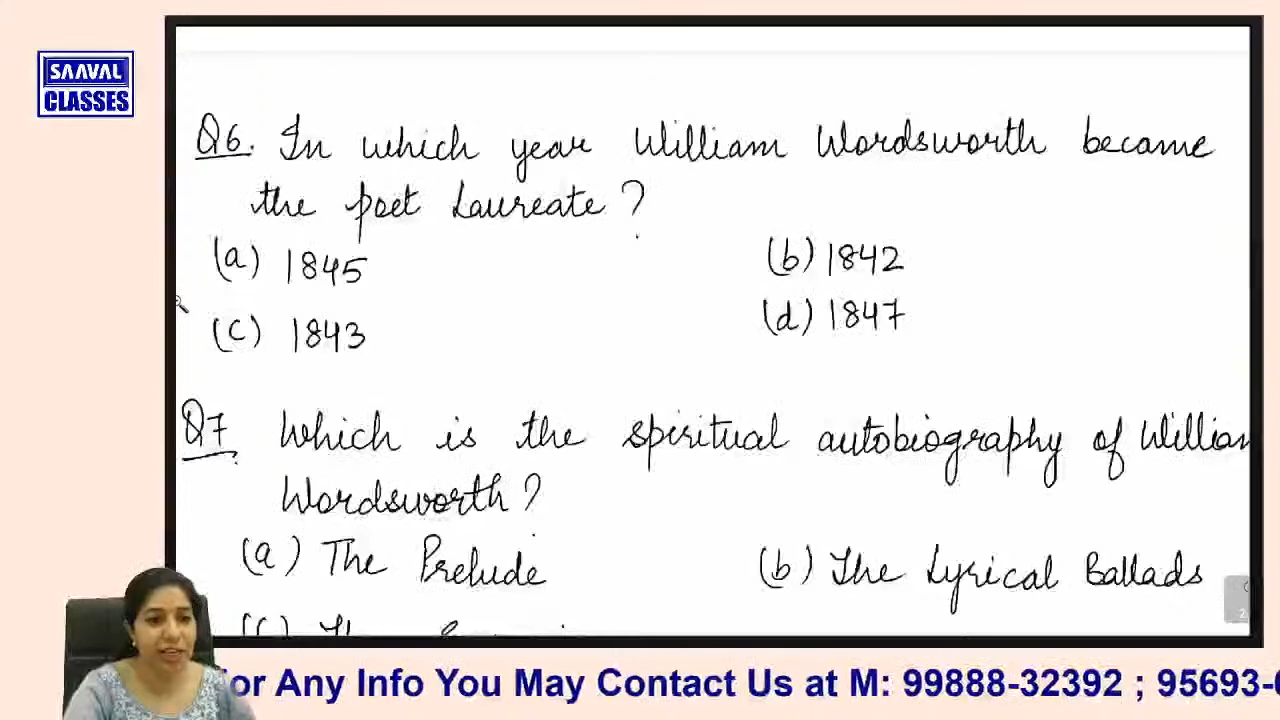 SAAVAL
CLASSES
Q6. In which year William Wordsworth became
the poet Laureate?
(a) 1845
(b) 1842
(c) 1843
(d) 1847
Q7 Which is the spiritual autobiography of William
Wordsworth?
(a) The Prelude
(b) The Lyrical Ballads
(c)
For Any Info You May Contact Us at M: 99888-32392 ; 95693-